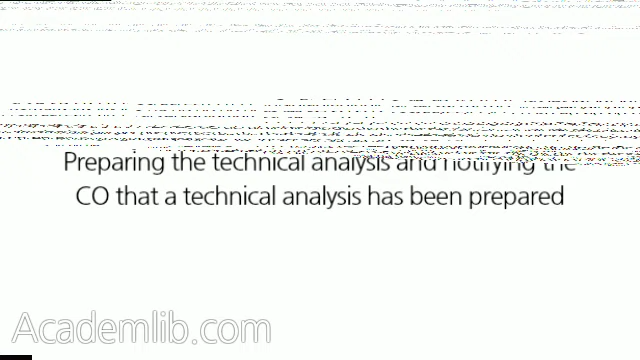 Preparing the technical analysis and notifying the
CO that a technical analysis has been prepared
Academlib.com